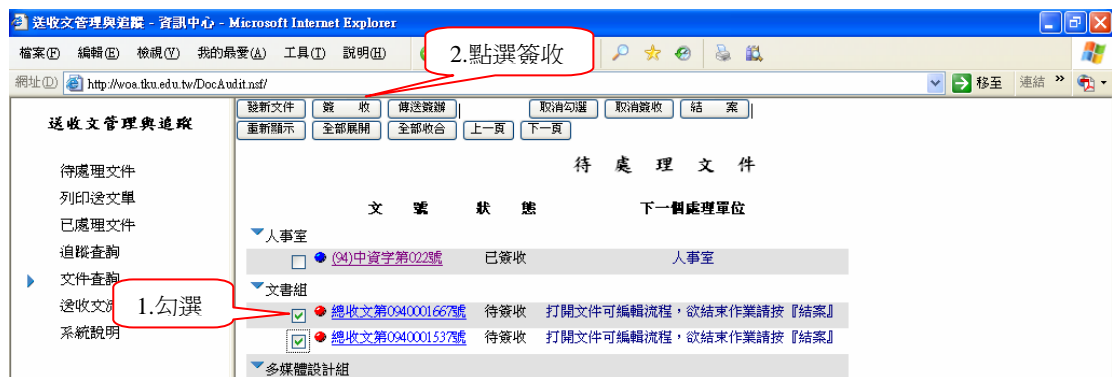 送收文管理與追蹤 - 資訊中心 - Microsoft Internet Explorer
檔案(F) 編輯(E) 檢視(V) 我的最愛(A) 工具(T) 說明(H)
2.點選簽收
網址(D) http://woa.tku.edu.tw/DocAudit.nsf/ 移至 連結 »
送收文管理與追蹤
待處理文件
列印送文單
已處理文件
追蹤查詢
文件查詢
送收文
系統說明
1.勾選
發新文件 簽 收 傳送簽辦 取消勾選 取消簽收 結 案
重新顯示 全部展開 全部收合 上一頁 下一頁
待 處 理 文 件
文 號 狀 態 下一個處理單位
人事室
(94)中資字第022號 已簽收 人事室
文書組
總收文第0940001667號 待簽收 打開文件可編輯流程，欲結束作業請按『結案』
總收文第0940001537號 待簽收 打開文件可編輯流程，欲結束作業請按『結案』
多媒體設計組